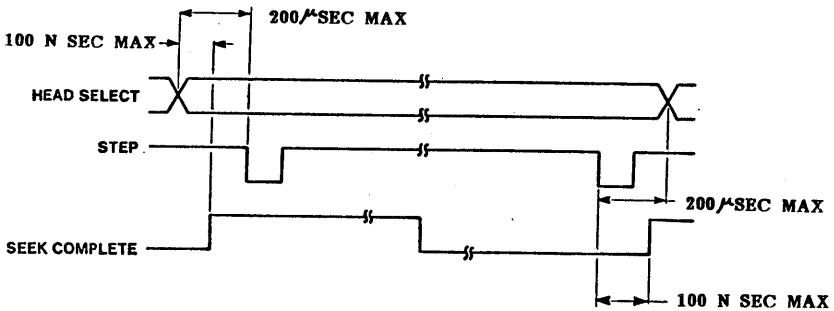 200 μSEC MAX
100 N SEC MAX
HEAD SELECT
STEP
200 μSEC MAX
SEEK COMPLETE
100 N SEC MAX